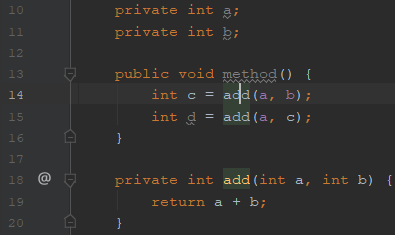 10 private int a;
11 private int b;
12
13 public void method() {
14 int c = add(a, b);
15 int d = add(a, c);
16 }
17
18 @ private int add(int a, int b) {
19 return a + b;
20 }